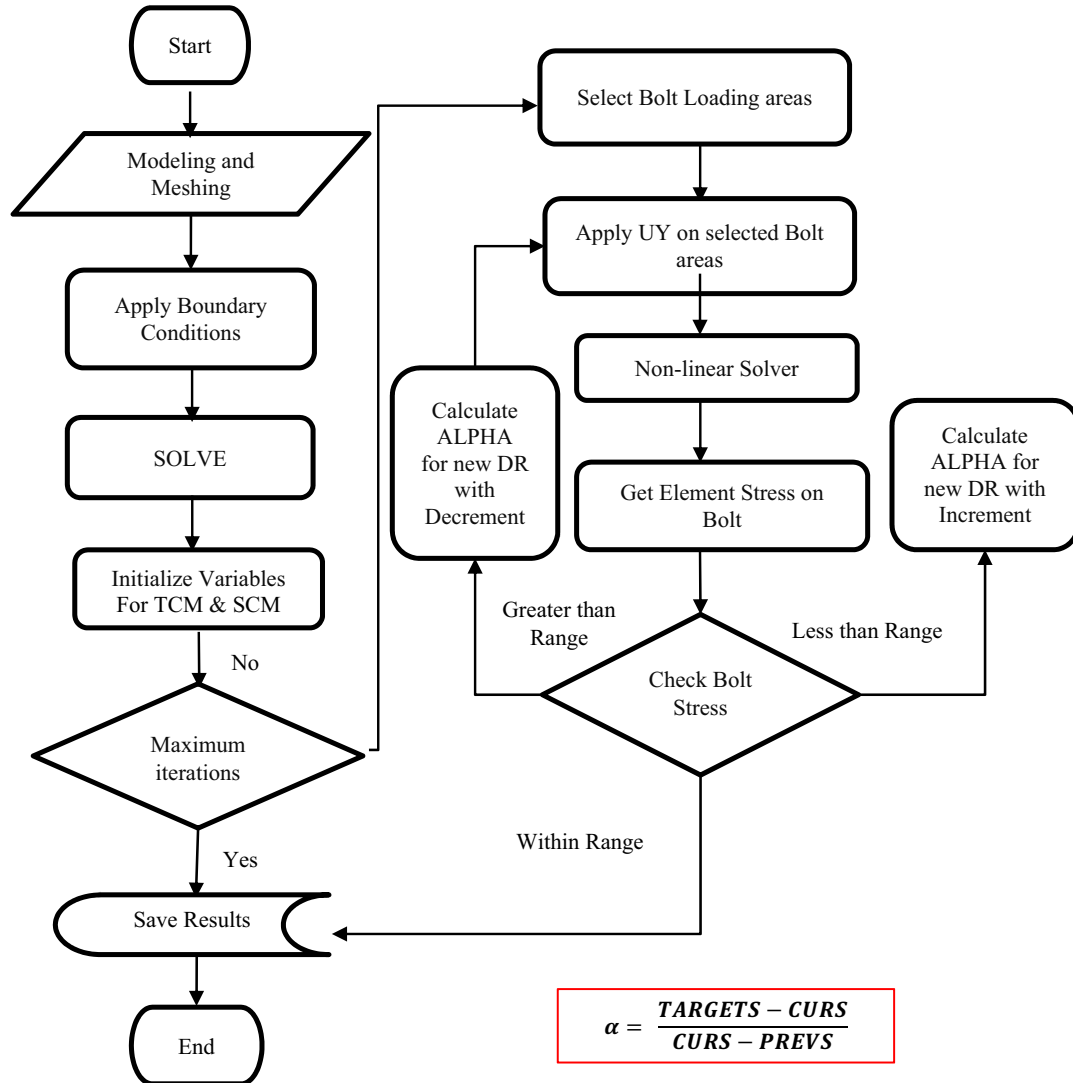 Start
Modeling and
Meshing
Apply Boundary
Conditions
SOLVE
Initialize Variables
For TCM & SCM
No
Maximum
iterations
Yes
Save Results
End
Select Bolt Loading areas
Apply UY on selected Bolt
areas
Non-linear Solver
Get Element Stress on
Bolt
Check Bolt
Stress
Greater than
Range
Calculate
ALPHA
for new DR
with
Decrement
Less than Range
Calculate
ALPHA for
new DR with
Increment
Within Range
α = TARGETS − CURS
CURS − PREVS